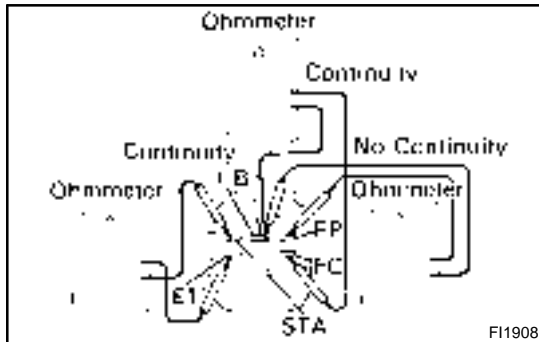 Ohmmeter
Continuity
Continuity
No Continuity
B
Ohmmeter
Ohmmeter
FP
FC
E1
STA
FI1908